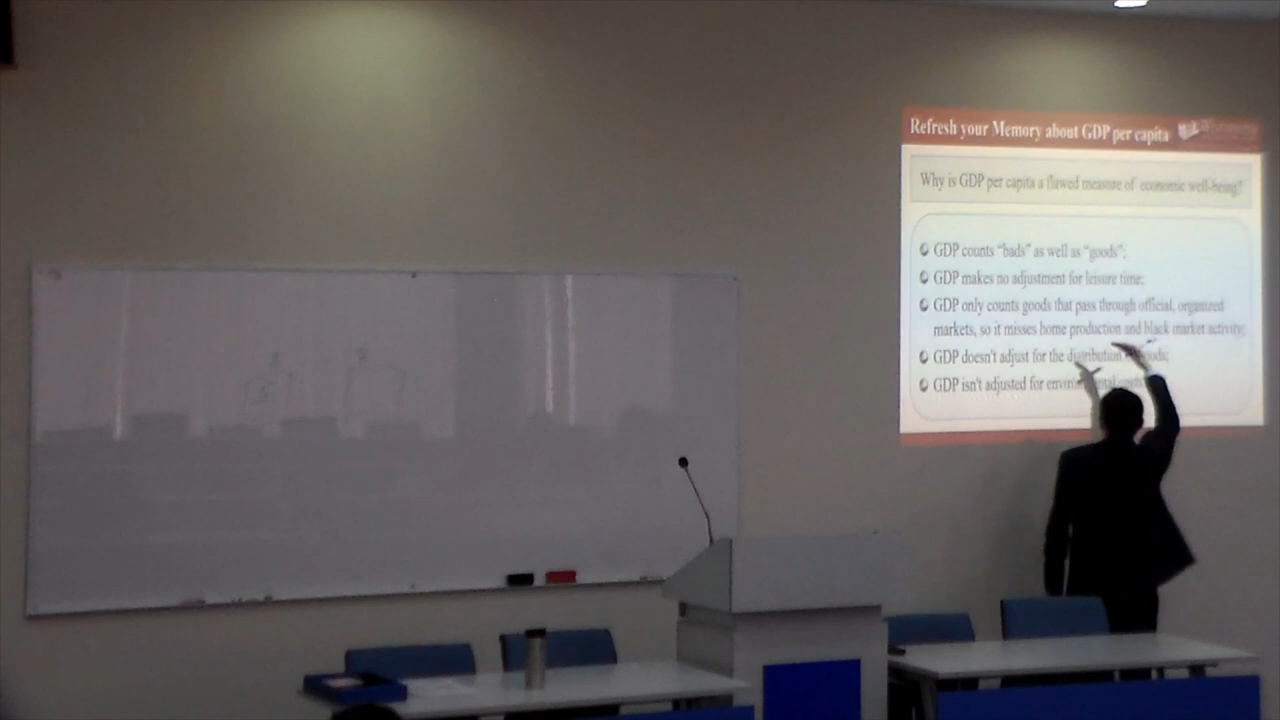 Refresh your Memory about GDP per capita
Why is GDP per capita a flawed measure of economic well-being?
GDP counts "bads" as well as "goods";
GDP makes no adjustment for leisure time;
GDP only counts goods that pass through official, organized
markets, so it misses home production and black market activity;
GDP doesn't adjust for the distribution
GDP isn't adjusted for